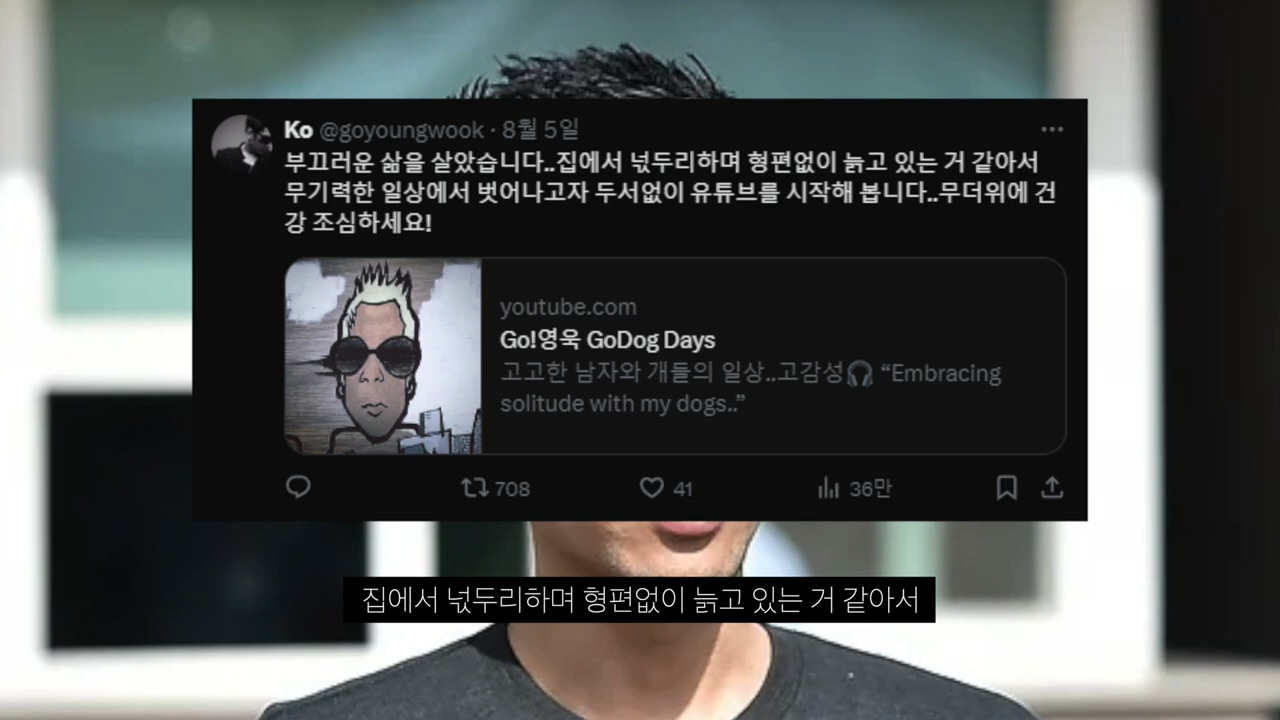 Ko @goyoungwook · 8월 5일
부끄러운 삶을 살았습니다..집에서 넋두리하며 형편없이 늙고 있는 거 같아서
무기력한 일상에서 벗어나고자 두서없이 유튜브를 시작해 봅니다..무더위에 건
강 조심하세요!
youtube.com
Go!영욱 GoDog Days
고고한 남자와 개들의 일상..고감성🎧 “Embracing
solitude with my dogs..”
708 41 36만
집에서 넋두리하며 형편없이 늙고 있는 거 같아서